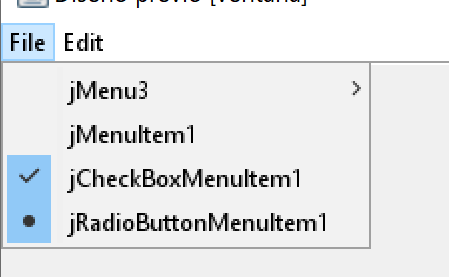 Diseño previo [ventana]
File Edit
jMenu3
jMenuItem1
jCheckBoxMenuItem1
jRadioButtonMenuItem1